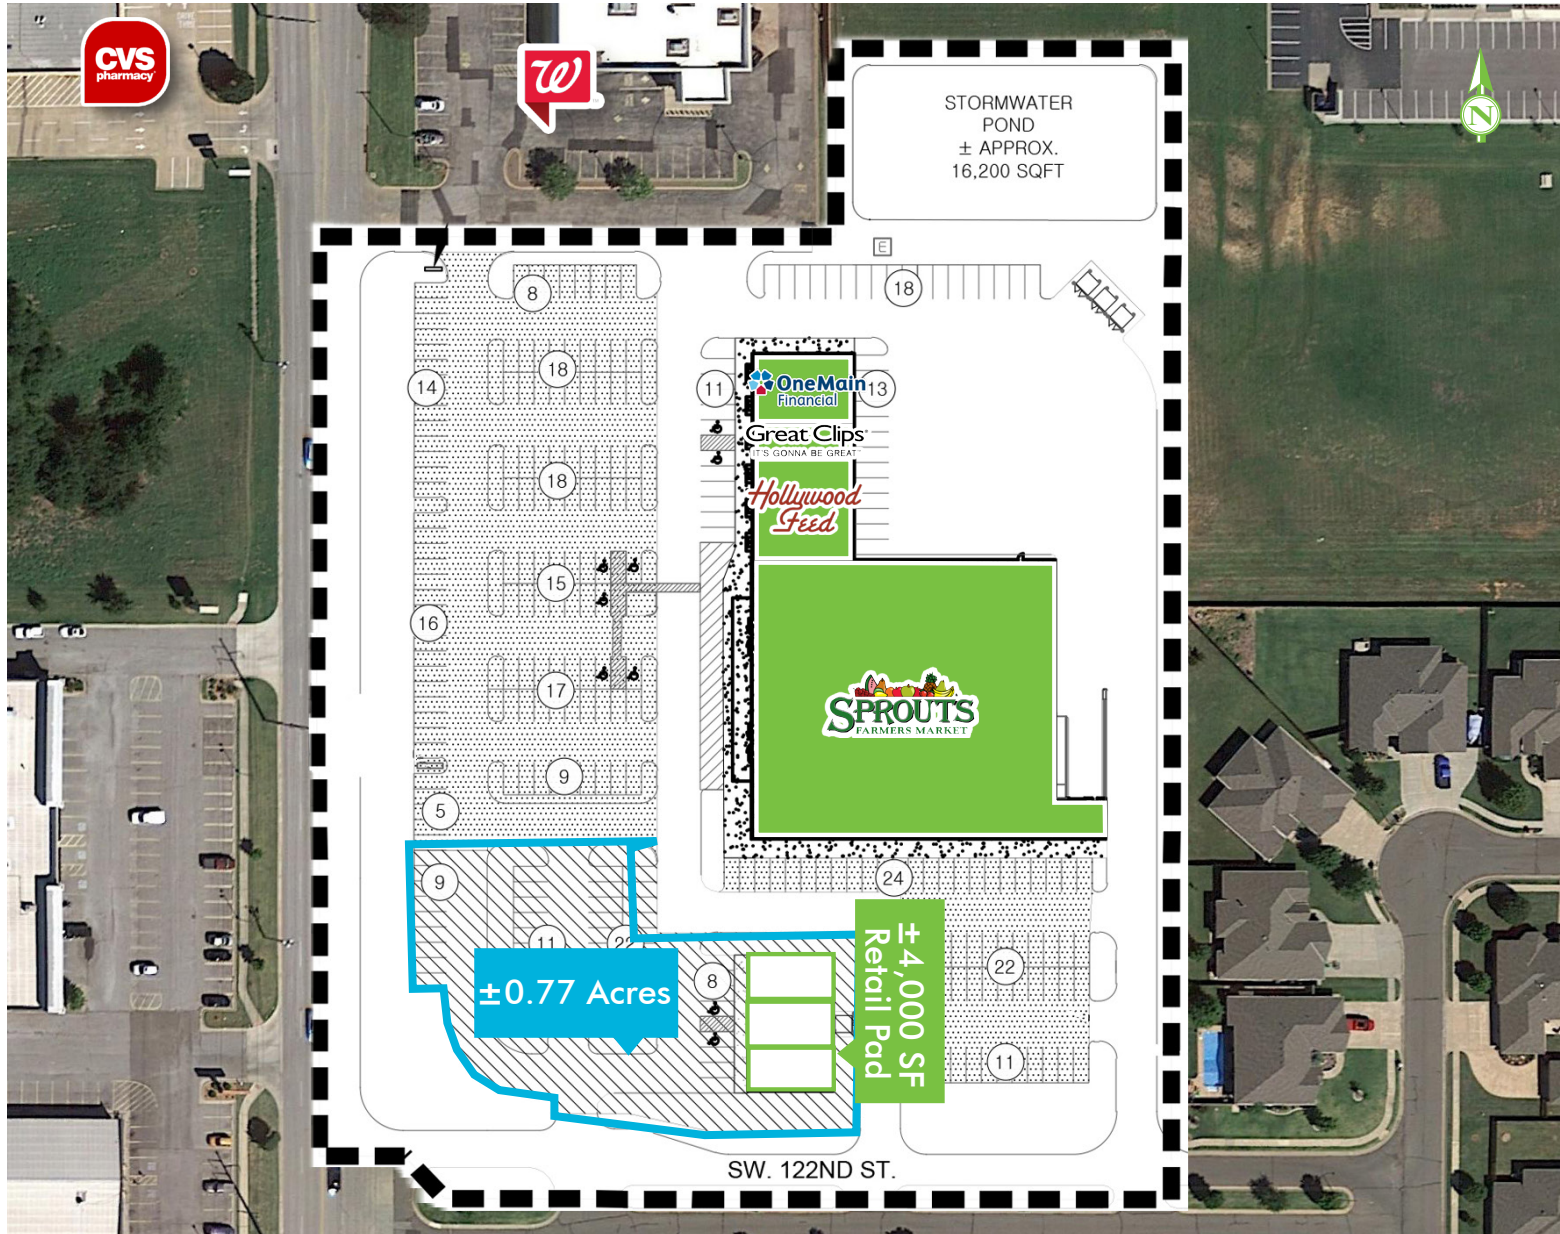 CVS
pharmacy
W
STORMWATER
POND
± APPROX.
16,200 SQFT
N
E
8
18
14
18
11
13
OneMain
Financial
Great Clips
IT'S GONNA BE GREAT
18
Hollywood
Feed
15
16
17
SPROUTS
FARMERS MARKET
9
5
24
9
11
22
8
±0.77 Acres
±4,000 SF
Retail Pad
22
11
SW. 122ND ST.